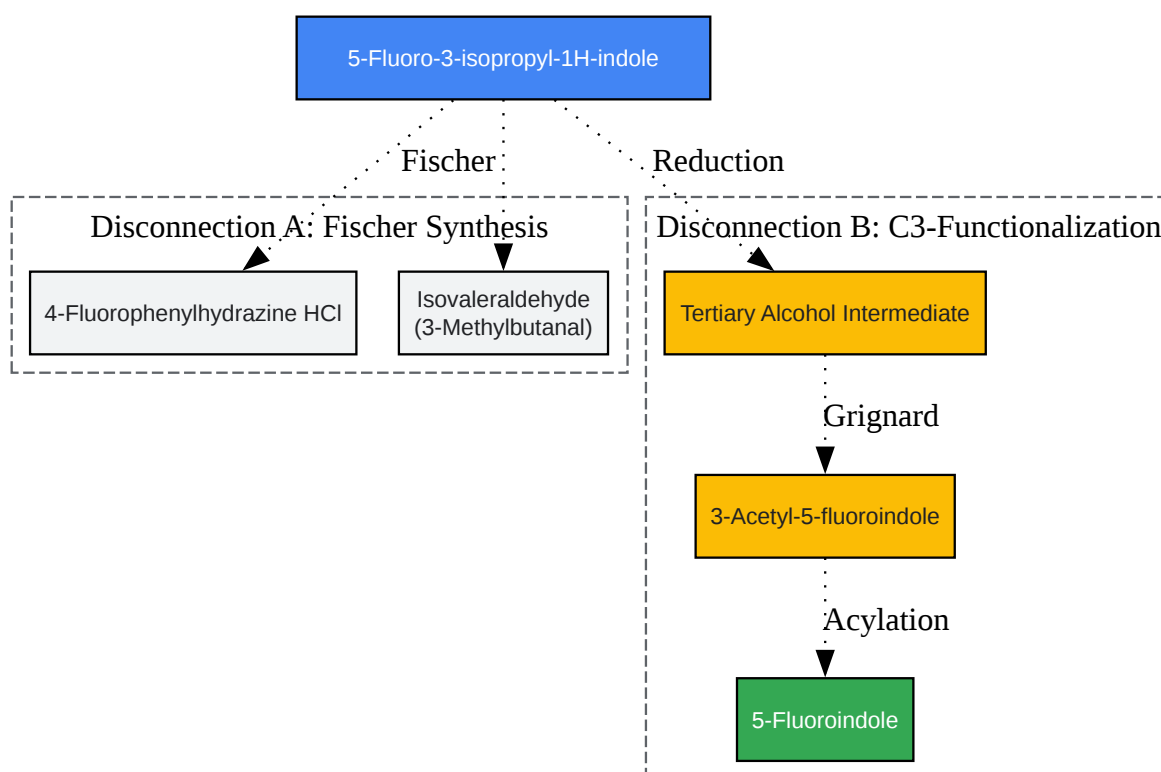 5-Fluoro-3-isopropyl-1H-indole
Fischer
Reduction
Disconnection A: Fischer Synthesis
Disconnection B: C3-Functionalization
4-Fluorophenylhydrazine HCl
Isovaleraldehyde
(3-Methylbutanal)
Tertiary Alcohol Intermediate
Grignard
3-Acetyl-5-fluoroindole
Acylation
5-Fluoroindole